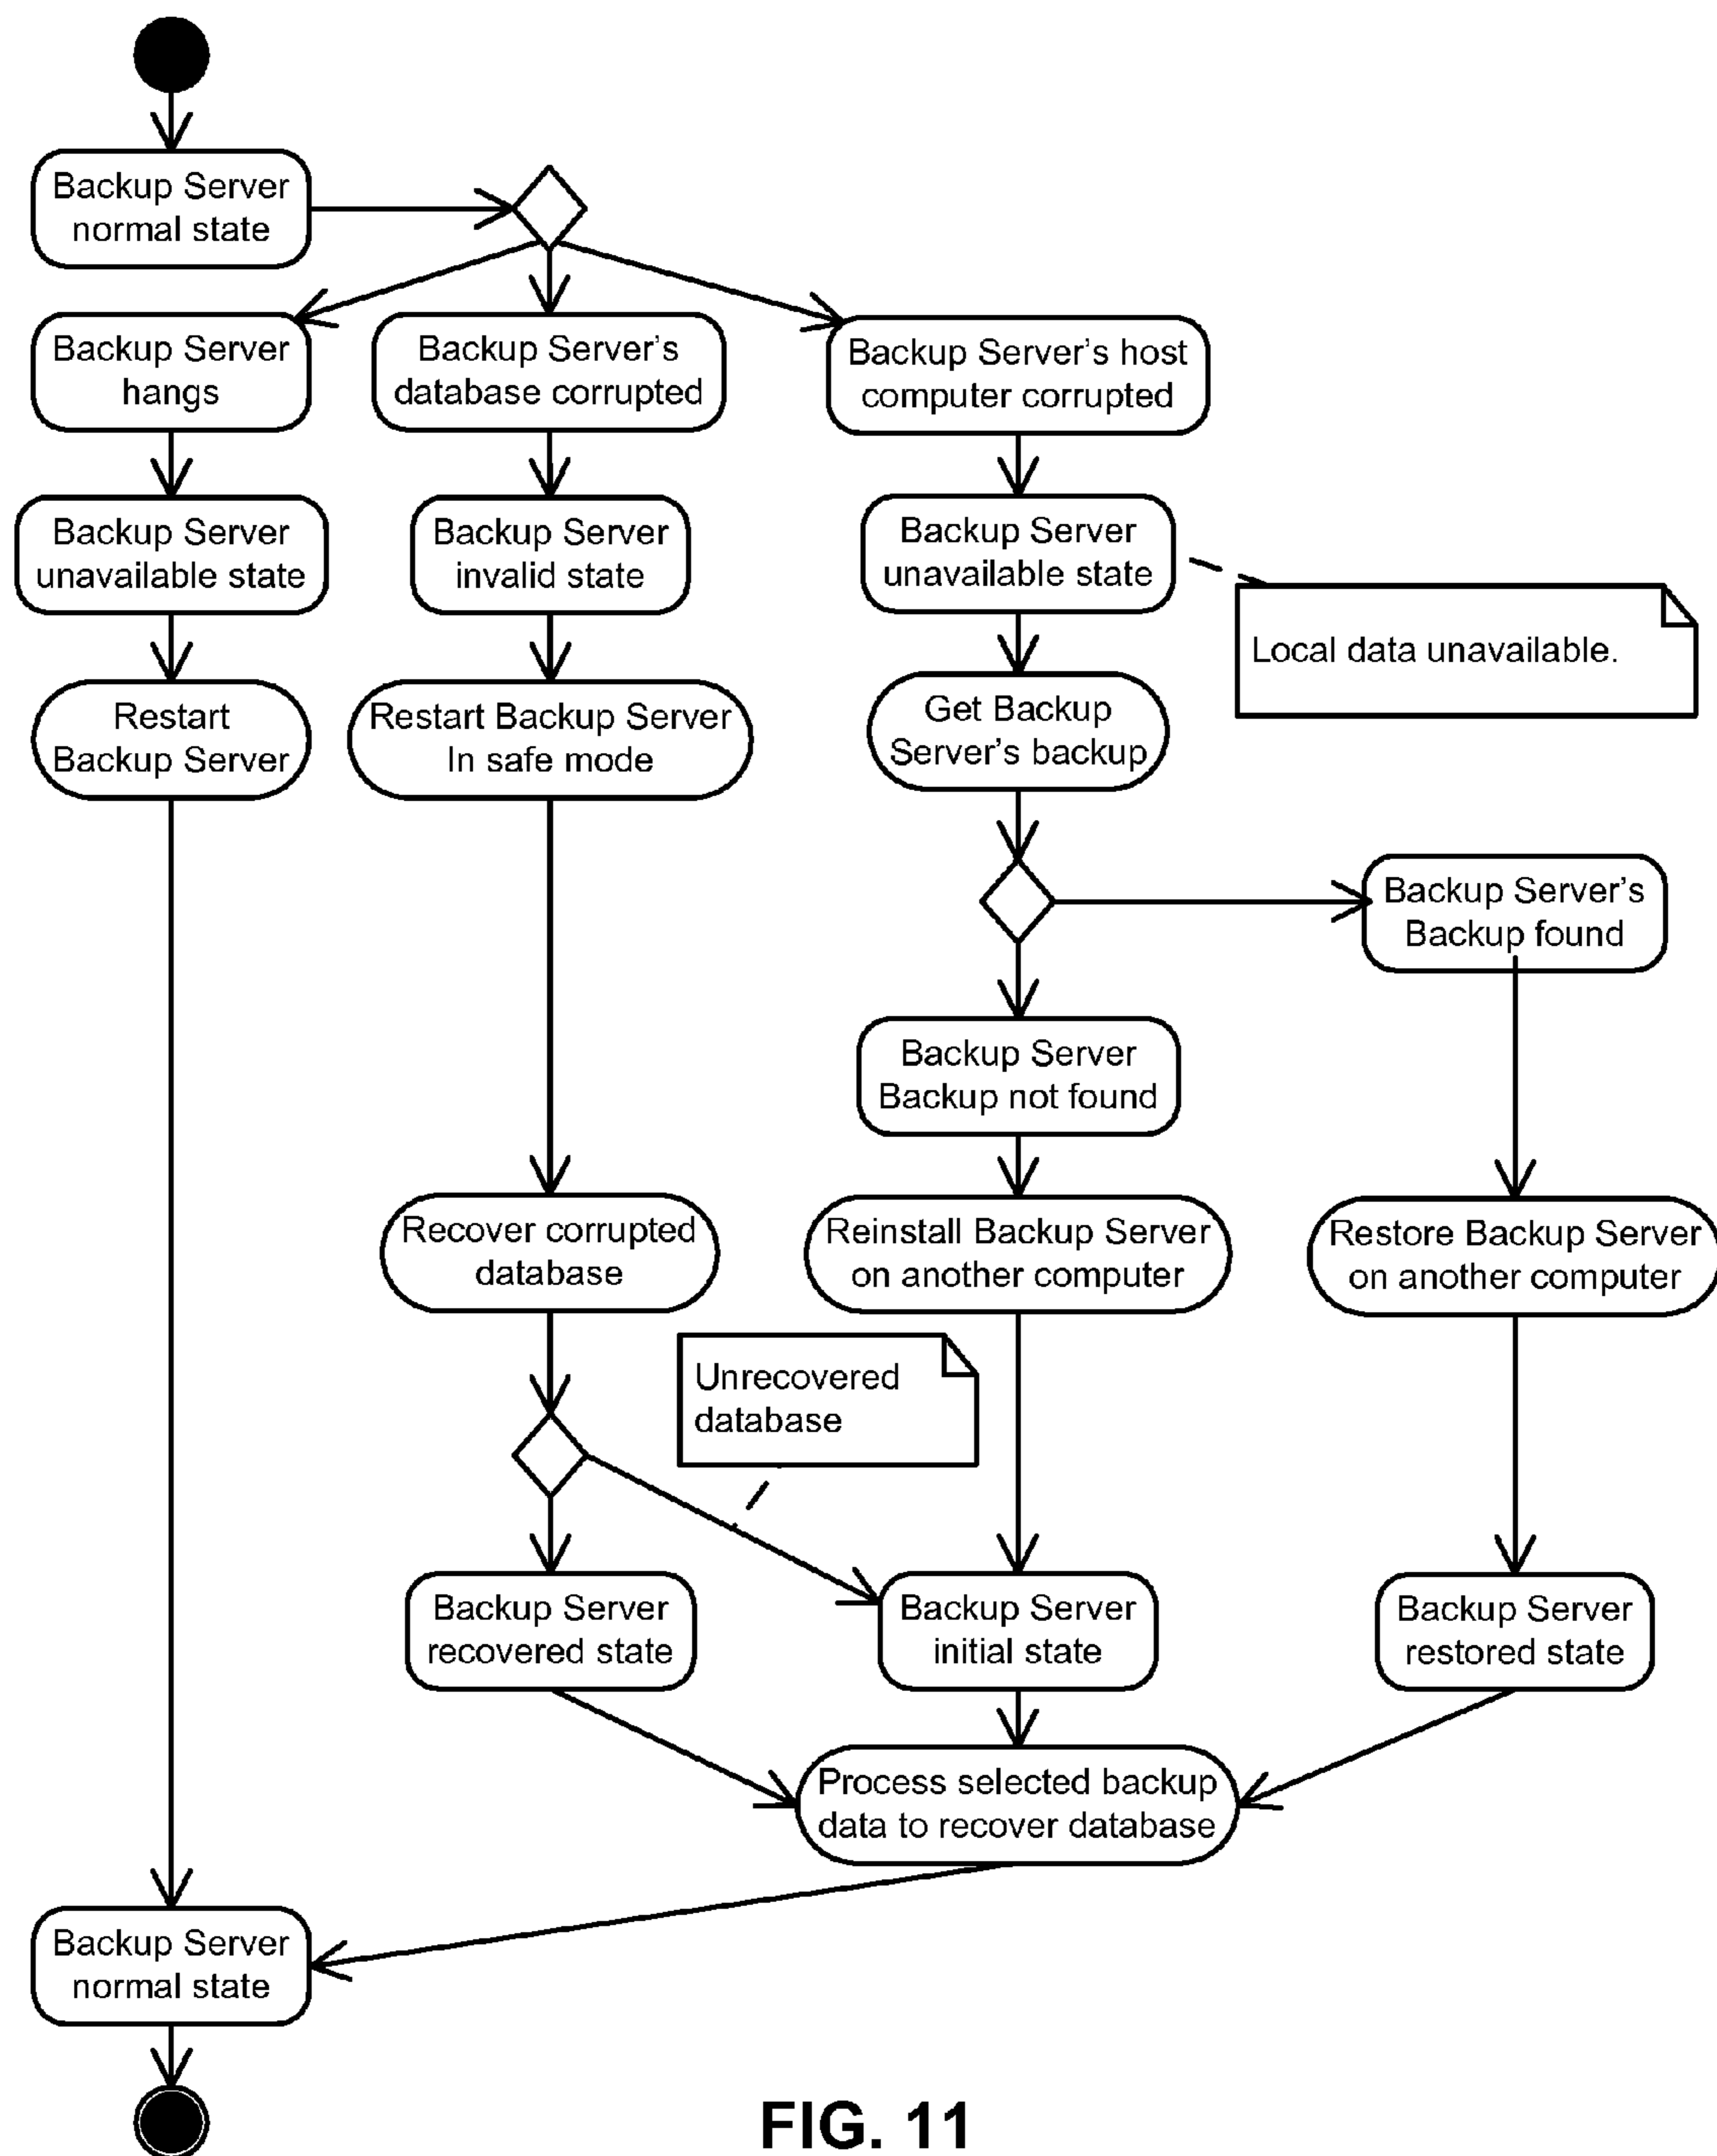 Backup Server
normal state
Backup Server
hangs
Backup Server's
database corrupted
Backup Server's host
computer corrupted
Backup Server
unavailable state
Backup Server
invalid state
Backup Server
unavailable state
Local data unavailable.
Restart
Backup Server
Restart Backup Server
In safe mode
Get Backup
Server's backup
Backup Server's
Backup found
Backup Server
Backup not found
Recover corrupted
database
Reinstall Backup Server
on another computer
Restore Backup Server
on another computer
Unrecovered
database
Backup Server
recovered state
Backup Server
initial state
Backup Server
restored state
Process selected backup
data to recover database
Backup Server
normal state
FIG. 11